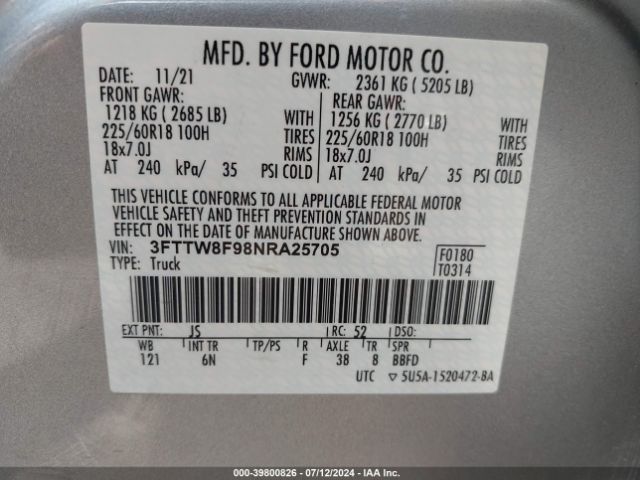 MFD. BY FORD MOTOR CO.
DATE: 11/21 GVWR: 2361 KG ( 5205 LB)
FRONT GAWR: REAR GAWR:
1218 KG ( 2685 LB) WITH 1256 KG ( 2770 LB) WITH
225/60R18 100H TIRES 225/60R18 100H TIRES
18x7.0J RIMS 18x7.0J RIMS
AT 240 kPa/ 35 PSI COLD AT 240 kPa/ 35 PSI COLD
THIS VEHICLE CONFORMS TO ALL APPLICABLE FEDERAL MOTOR
VEHICLE SAFETY AND THEFT PREVENTION STANDARDS IN
EFFECT ON THE DATE OF MANUFACTURE SHOWN ABOVE.
VIN: 3FTTW8F98NRA25705 F0180
TYPE: Truck T0314
EXT PNT: JS RC: 52 DSO:
WB INT TR TP/PS R AXLE TR SPR
121 6N F 38 8 BBFD
UTC ▽ 5U5A-1520472-BA
000-39800826 - 07/12/2024 - IAA Inc.